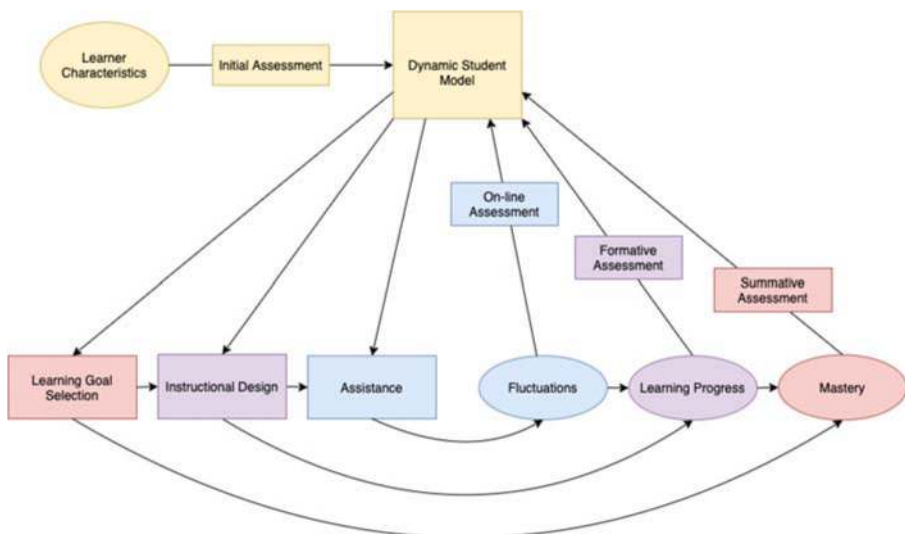 Learner
Characteristics
Initial Assessment
Dynamic Student
Model
On-line
Assessment
Formative
Assessment
Summative
Assessment
Learning Goal
Selection
Instructional Design
Assistance
Fluctuations
Learning Progress
Mastery